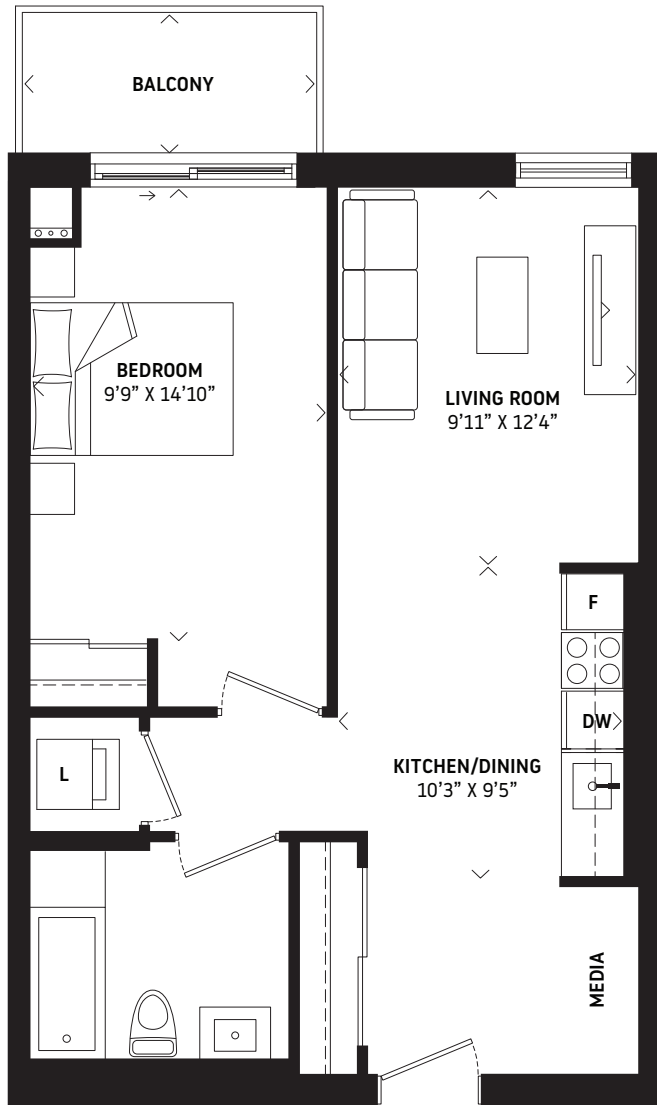 BALCONY
BEDROOM
9’9” X 14’10”
LIVING ROOM
9’11” X 12’4”
F
DW
L
KITCHEN/DINING
10’3” X 9’5”
MEDIA